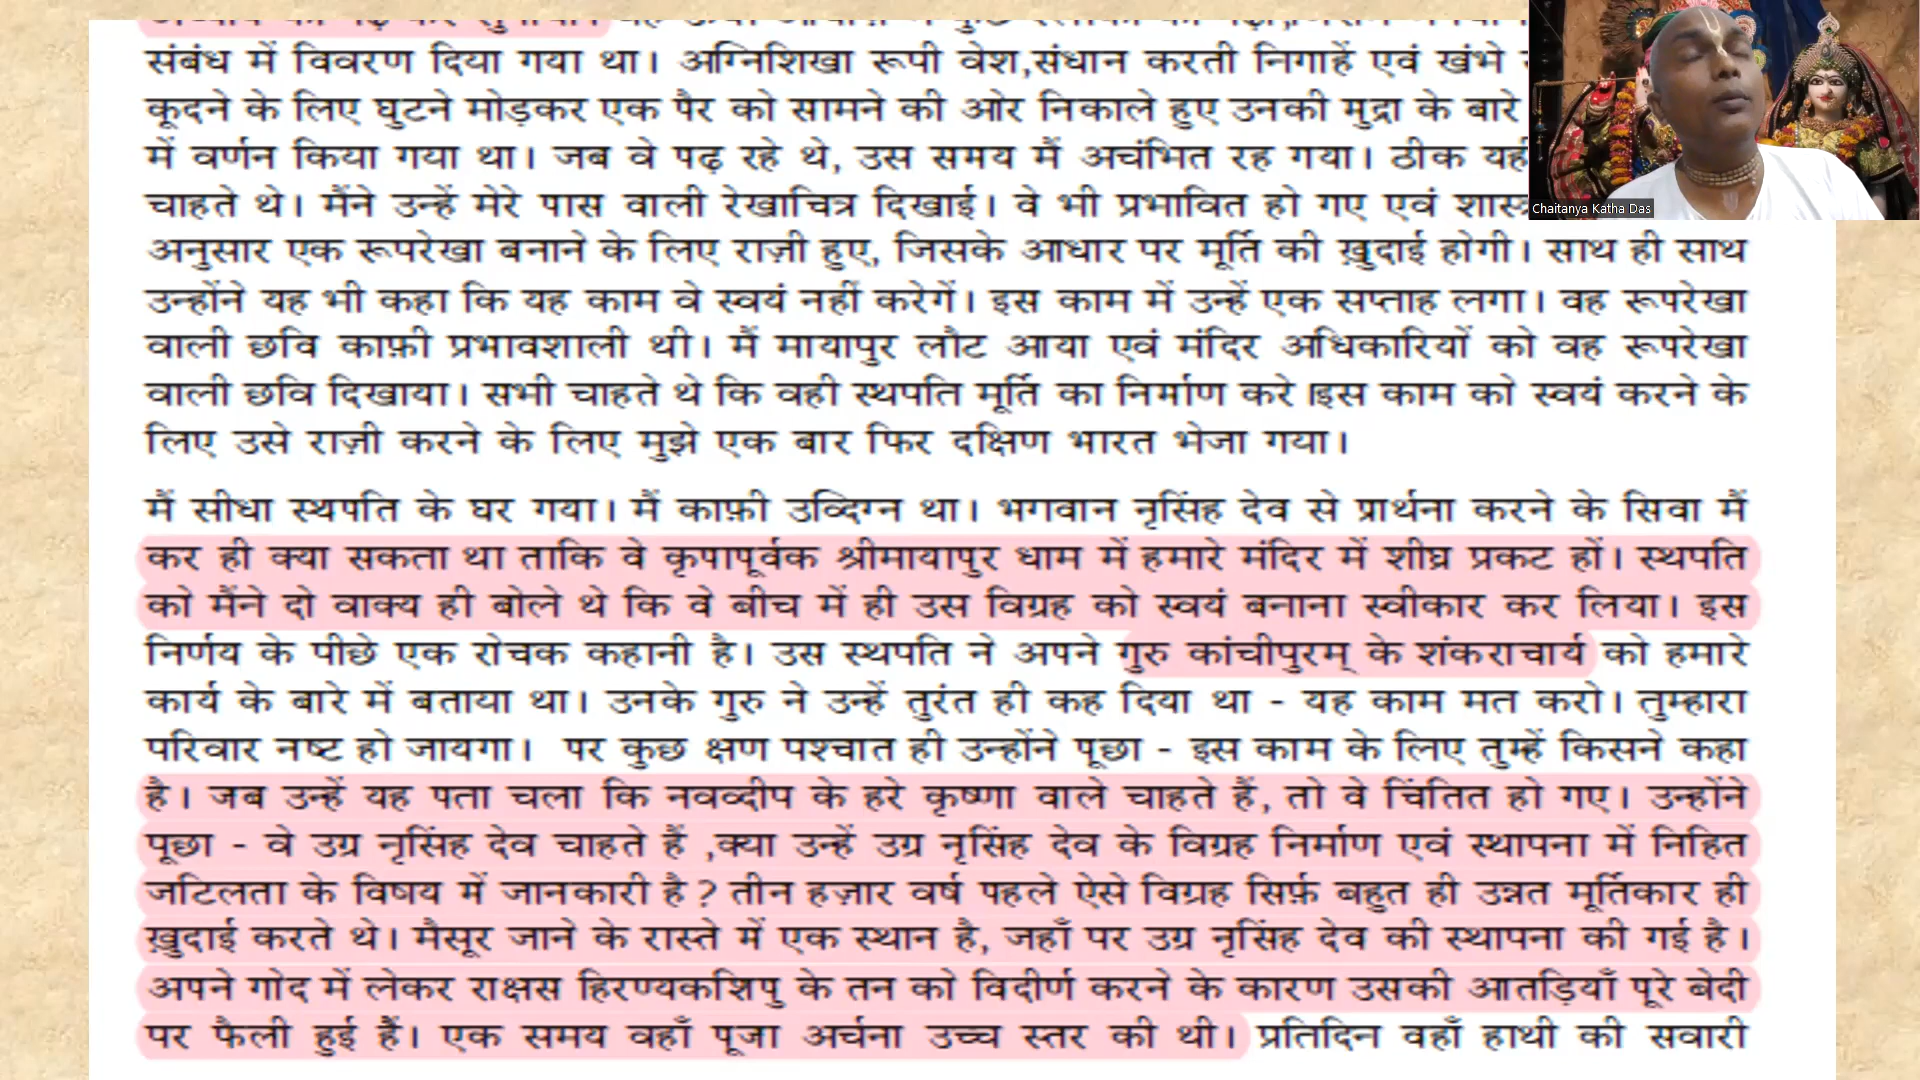 संबंध में विवरण दिया गया था। अग्निशिखा रूपी वेश,संधान करती निगाहें एवं खंभे
कूदने के लिए घुटने मोड़कर एक पैर को सामने की ओर निकाले हुए उनकी मुद्रा के बारे
में वर्णन किया गया था। जब वे पढ़ रहे थे, उस समय मैं अचंभित रह गया। ठीक
चाहते थे। मैंने उन्हें मेरे पास वाली रेखाचित्र दिखाई। वे भी प्रभावित हो गए एवं
अनुसार एक रूपरेखा बनाने के लिए राज़ी हुए, जिसके आधार पर मूर्ति की ख़ुदाई होगी। साथ ही साथ
उन्होंने यह भी कहा कि यह काम वे स्वयं नहीं करेगें। इस काम में उन्हें एक सप्ताह लगा। वह रूपरेखा
वाली छवि काफ़ी प्रभावशाली थी। मैं मायापुर लौट आया एवं मंदिर अधिकारियों को वह रूपरेखा
वाली छवि दिखाया। सभी चाहते थे कि वही स्थपति मूर्ति का निर्माण करे।इस काम को स्वयं करने के
लिए उसे राज़ी करने के लिए मुझे एक बार फिर दक्षिण भारत भेजा गया।
मैं सीधा स्थपति के घर गया। मैं काफ़ी उव्दिग्न था। भगवान नृसिंह देव से प्रार्थना करने के सिवा मैं
कर ही क्या सकता था ताकि वे कृपापूर्वक श्रीमायापुर धाम में हमारे मंदिर में शीघ्र प्रकट हों। स्थपति
को मैंने दो वाक्य ही बोले थे कि वे बीच में ही उस विग्रह को स्वयं बनाना स्वीकार कर लिया। इस
निर्णय के पीछे एक रोचक कहानी है। उस स्थपति ने अपने गुरु कांचीपुरम् के शंकराचार्य को हमारे
कार्य के बारे में बताया था। उनके गुरु ने उन्हें तुरंत ही कह दिया था - यह काम मत करो। तुम्हारा
परिवार नष्ट हो जायगा। पर कुछ क्षण पश्चात ही उन्होंने पूछा - इस काम के लिए तुम्हें किसने कहा
है। जब उन्हें यह पता चला कि नवव्दीप के हरे कृष्णा वाले चाहते हैं, तो वे चिंतित हो गए। उन्होंने
पूछा - वे उग्र नृसिंह देव चाहते हैं ,क्या उन्हें उग्र नृसिंह देव के विग्रह निर्माण एवं स्थापना में निहित
जटिलता के विषय में जानकारी है ? तीन हज़ार वर्ष पहले ऐसे विग्रह सिर्फ़ बहुत ही उन्नत मूर्तिकार ही
ख़ुदाई करते थे। मैसूर जाने के रास्ते में एक स्थान है, जहाँ पर उग्र नृसिंह देव की स्थापना की गई है।
अपने गोद में लेकर राक्षस हिरण्यकशिपु के तन को विदीर्ण करने के कारण उसकी आतड़ियाँ पूरे बेदी
पर फैली हुई हैं। एक समय वहाँ पूजा अर्चना उच्च स्तर की थी। प्रतिदिन वहाँ हाथी की सवारी
Chaitanya Katha Das